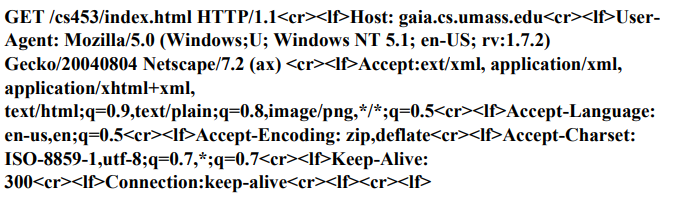 GET /cs453/index.html HTTP/1.1<cr><lf>Host: gaia.cs.umass.edu<cr><lf>User-
Agent: Mozilla/5.0 (Windows;U; Windows NT 5.1; en-US; rv:1.7.2)
Gecko/20040804 Netscape/7.2 (ax) <cr><lf>Accept:ext/xml, application/xml,
application/xhtml+xml,
text/html;q=0.9,text/plain;q=0.8,image/png,*/*;q=0.5<cr><lf>Accept-Language:
en-us,en;q=0.5<cr><lf>Accept-Encoding: zip,deflate<cr><lf>Accept-Charset:
ISO-8859-1,utf-8;q=0.7,*;q=0.7<cr><lf>Keep-Alive:
300<cr><lf>Connection:keep-alive<cr><lf><cr><lf>